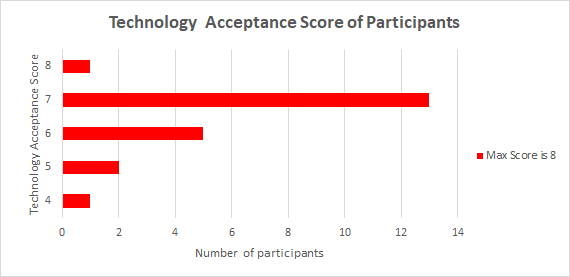 Technology Acceptance Score of Participants
Technology Acceptance Score
8
7
6
5
4
0 2 4 6 8 10 12 14
Number of participants
Max Score is 8